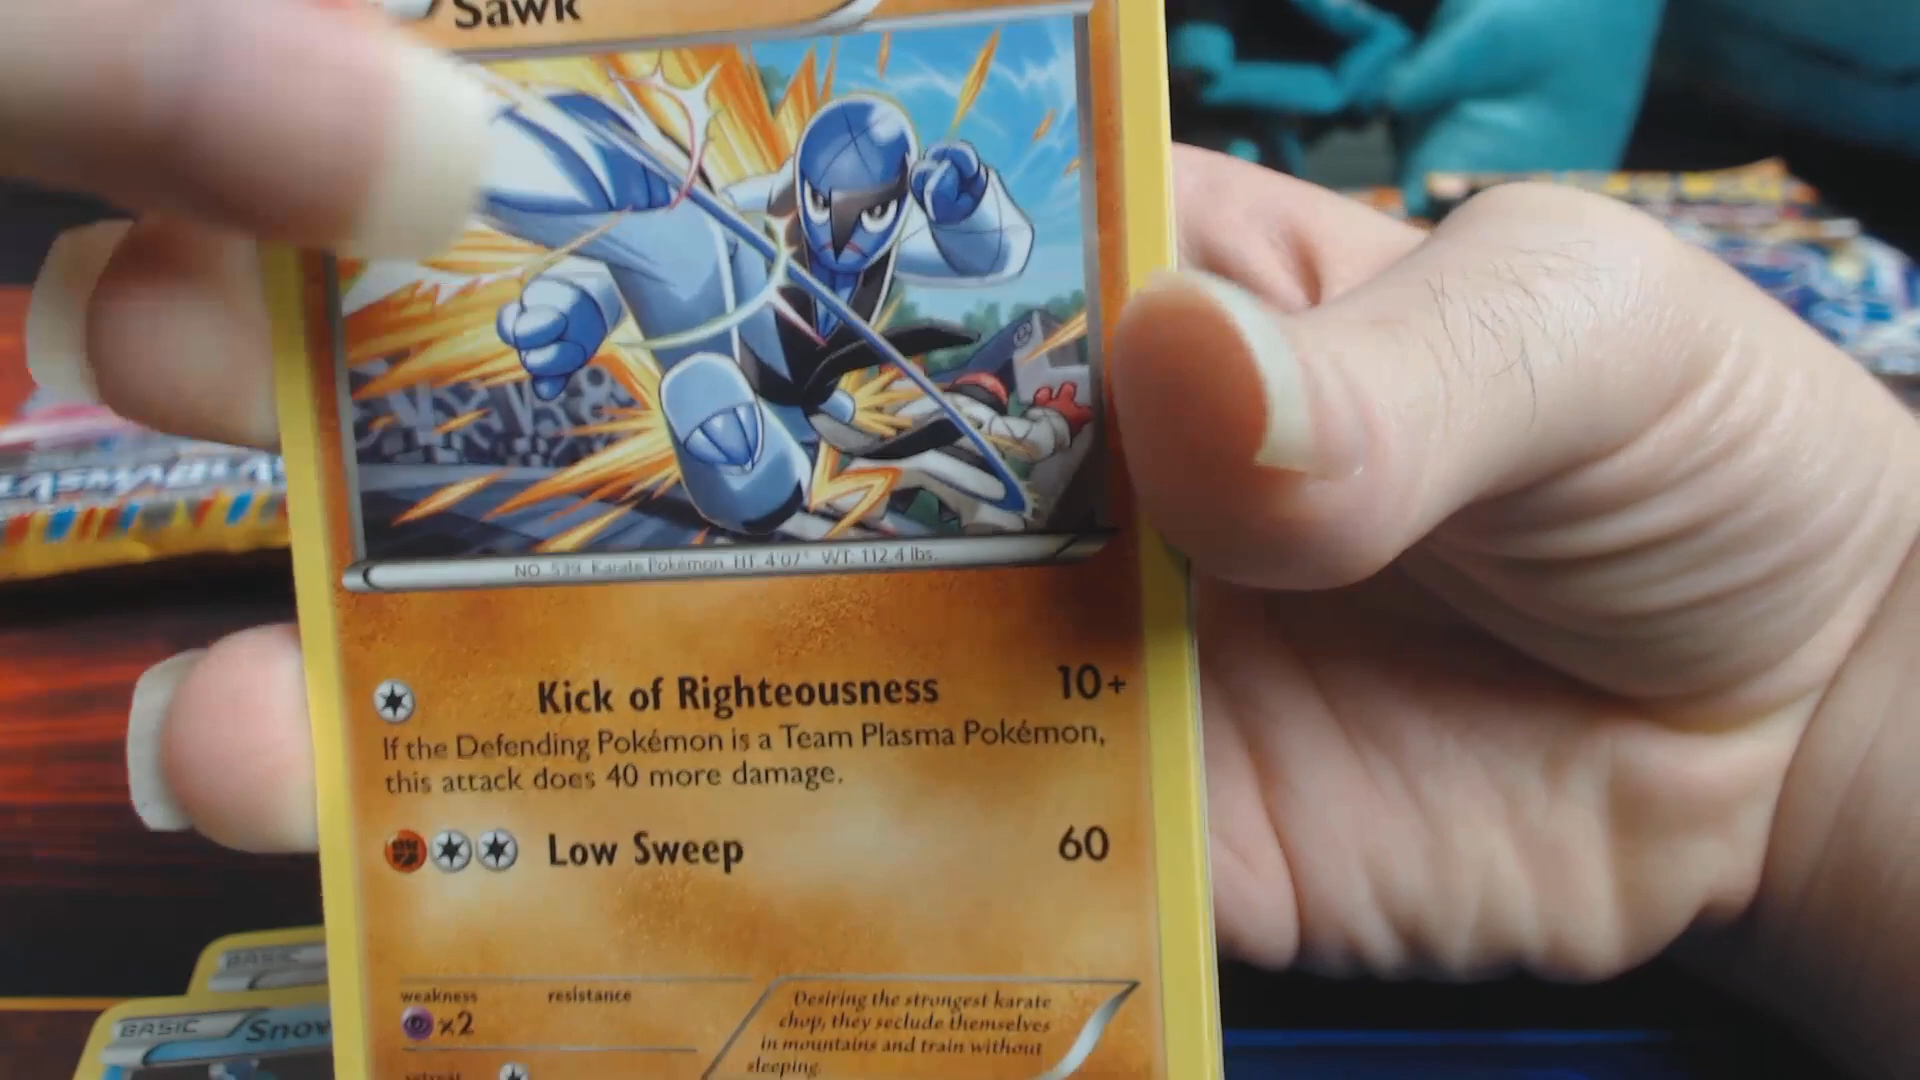 Sawk
NO. 539 Karate Pokémon HT: 4'07" WT: 112.4 lbs.
Kick of Righteousness 10+
If the Defending Pokémon is a Team Plasma Pokémon,
this attack does 40 more damage.
Low Sweep 60
weakness resistance
×2
Desiring the strongest karate
chop, they seclude themselves
in mountains and train without
sleeping.
retreat
BASIC
BASIC Snov